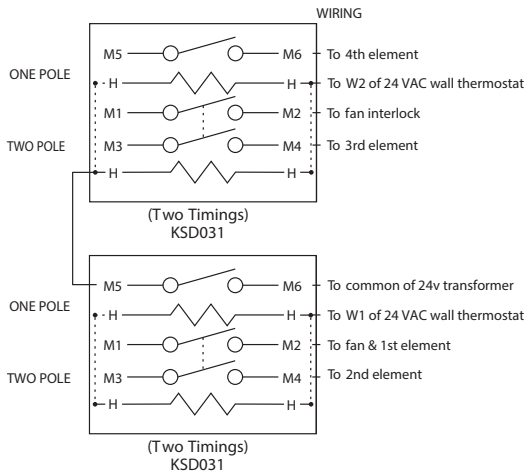 WIRING
M5 M6 To 4th element
ONE POLE
H H To W2 of 24 VAC wall thermostat
M1 M2 To fan interlock
TWO POLE M3 M4 To 3rd element
H H
(Two Timings)
KSD031
M5 M6 To common of 24v transformer
ONE POLE
H H To W1 of 24 VAC wall thermostat
M1 M2 To fan & 1st element
TWO POLE M3 M4 To 2nd element
H H
(Two Timings)
KSD031